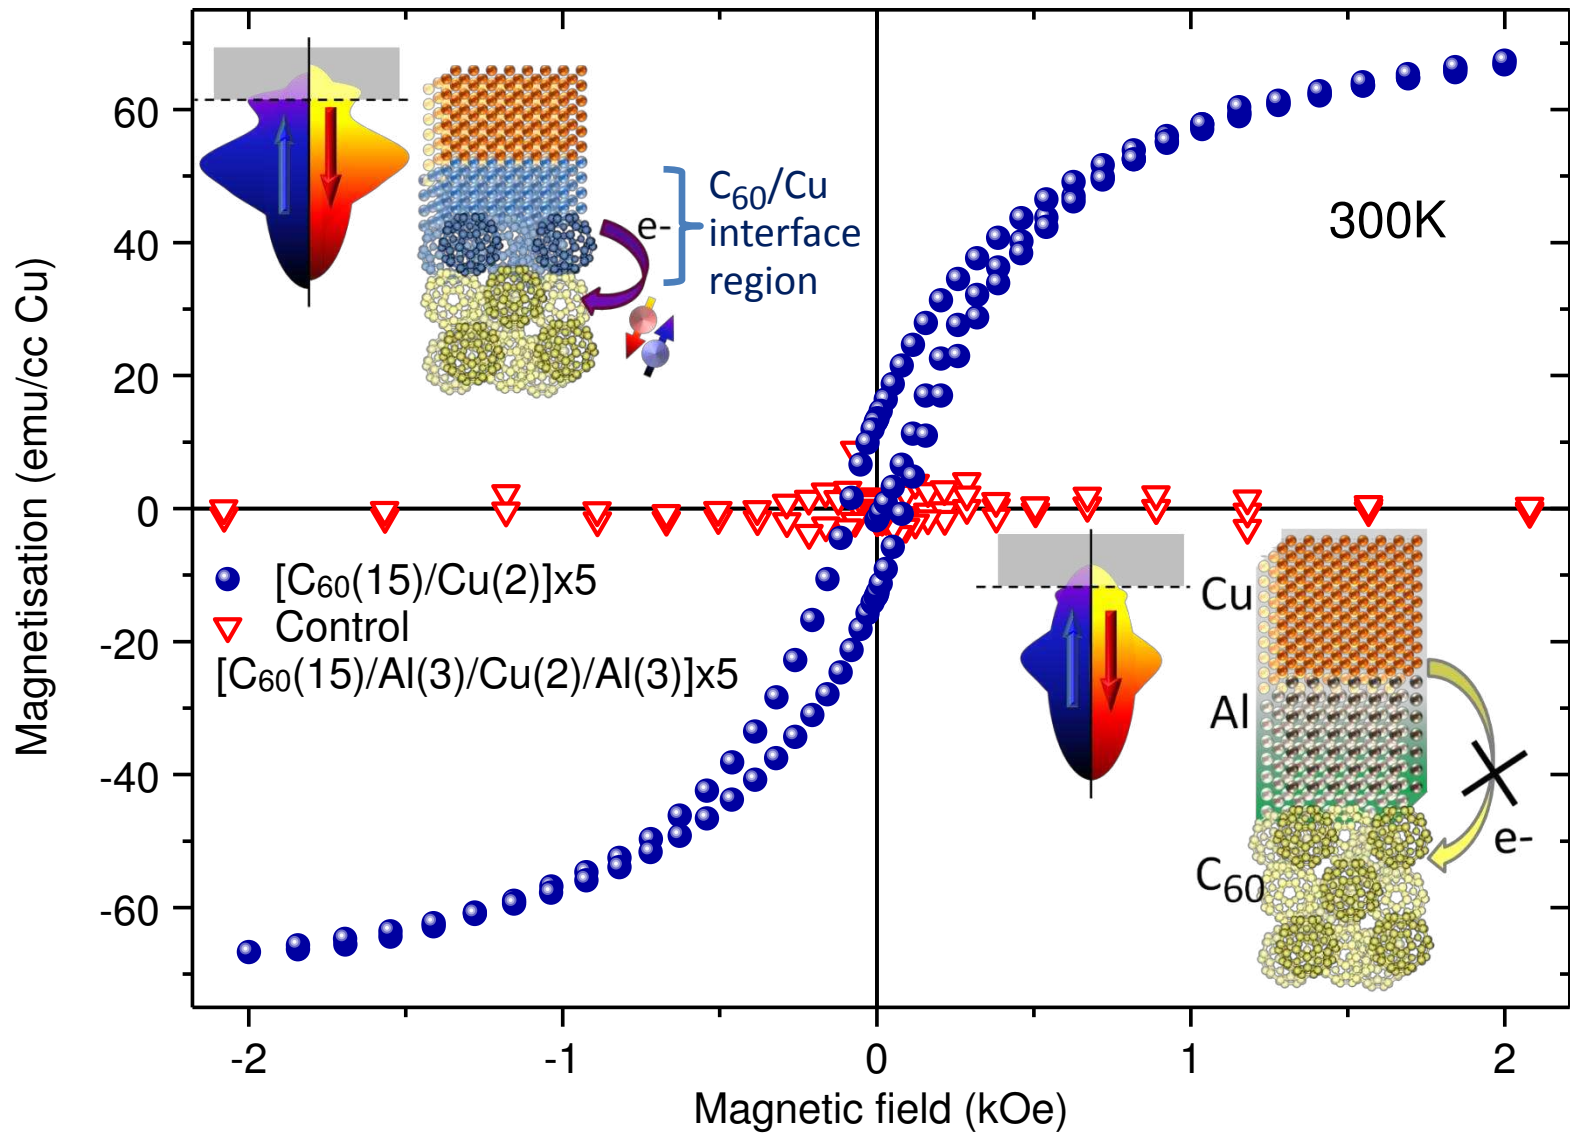 Magnetisation (emu/cc Cu)
60
40
20
0
-20
-40
-60
e-
C₆₀/Cu
interface
region
300K
[C₆₀(15)/Cu(2)]x5
Control
[C₆₀(15)/Al(3)/Cu(2)/Al(3)]x5
Cu
Al
e-
C₆₀
-2
-1
0
1
2
Magnetic field (kOe)